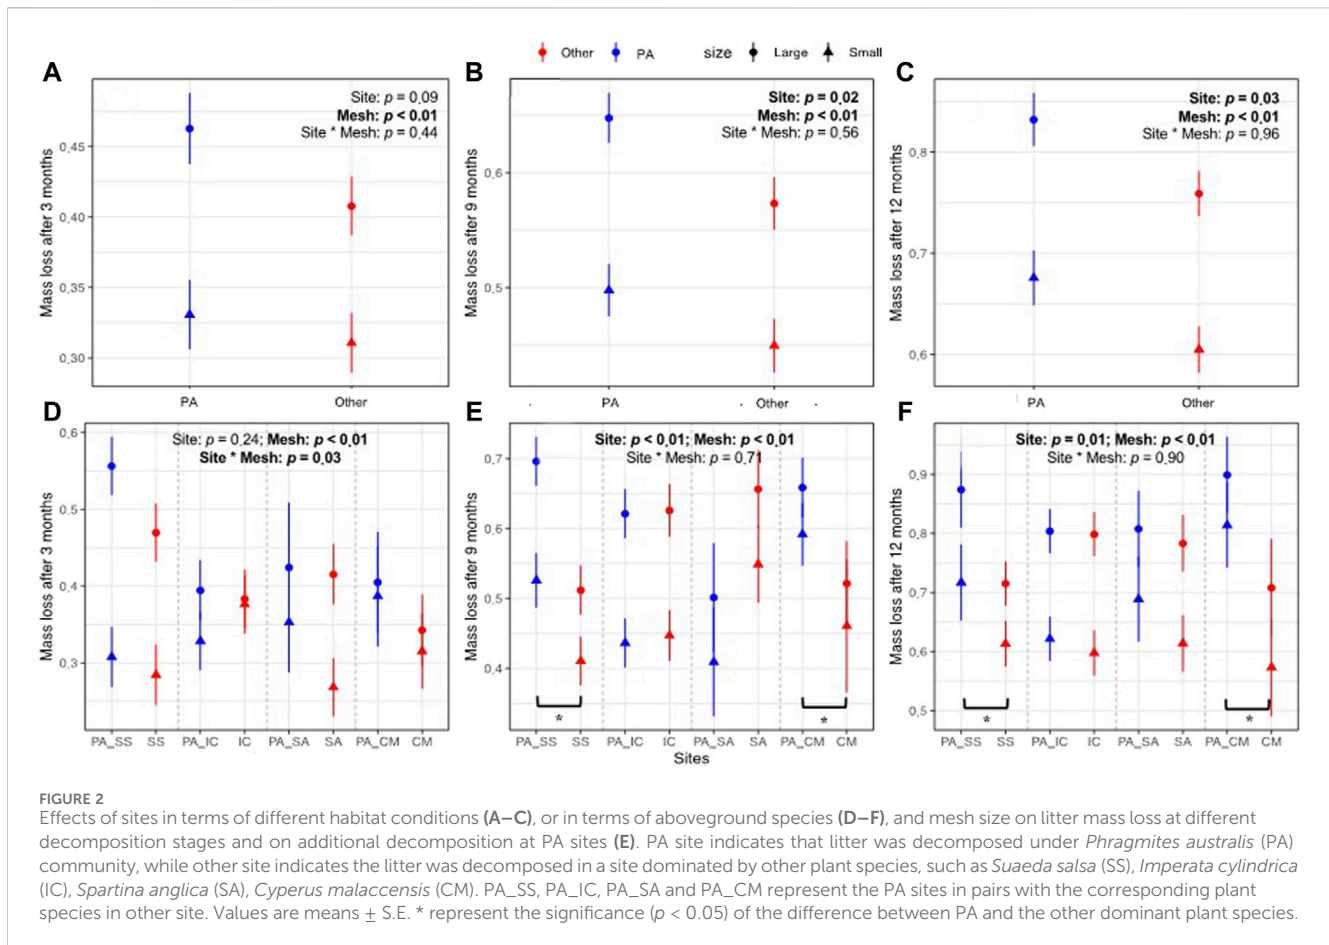 Other PA size Large Small
A
Site: p = 0.09
Mesh: p < 0.01
Site * Mesh: p = 0.44
Mass loss after 3 months
0,45
0,40
0,35
0,30
PA Other
B
Site: p = 0.02
Mesh: p < 0.01
Site * Mesh: p = 0.56
Mass loss after 9 months
0,6
0,5
PA Other
C
Site: p = 0.03
Mesh: p < 0.01
Site * Mesh: p = 0.96
Mass loss after 12 months
0,8
0,7
0,6
PA Other
D
Site: p = 0.24; Mesh: p < 0.01
Site * Mesh: p = 0.03
Mass loss after 3 months
0,6
0,5
0,4
0,3
PA_SS SS PA_IC IC PA_SA SA PA_CM CM
E
Site: p < 0.01; Mesh: p < 0.01
Site * Mesh: p = 0.71
Mass loss after 9 months
0,7
0,6
0,5
0,4
* *
PA_SS SS PA_IC IC PA_SA SA PA_CM CM
Sites
F
Site: p = 0.01; Mesh: p < 0.01
Site * Mesh: p = 0.90
Mass loss after 12 months
0,9
0,8
0,7
0,6
0,5
* *
PA_SS SS PA_IC IC PA_SA SA PA_CM CM
FIGURE 2
Effects of sites in terms of different habitat conditions (A–C), or in terms of aboveground species (D–F), and mesh size on litter mass loss at different
decomposition stages and on additional decomposition at PA sites (E). PA site indicates that litter was decomposed under Phragmites australis (PA)
community, while other site indicates the litter was decomposed in a site dominated by other plant species, such as Suaeda salsa (SS), Imperata cylindrica
(IC), Spartina anglica (SA), Cyperus malaccensis (CM). PA_SS, PA_IC, PA_SA and PA_CM represent the PA sites in pairs with the corresponding plant
species in other site. Values are means ± S.E. * represent the significance (p < 0.05) of the difference between PA and the other dominant plant species.